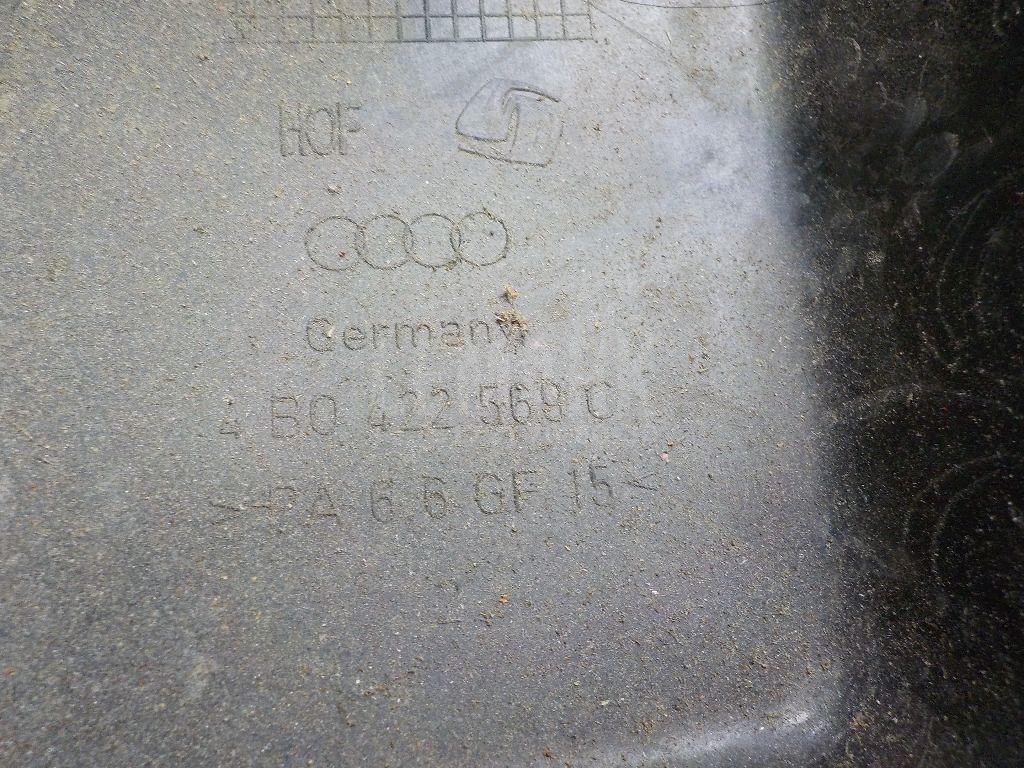 HOF
Germany
4B0 422 569 C
>PA 6.6 GF 15<